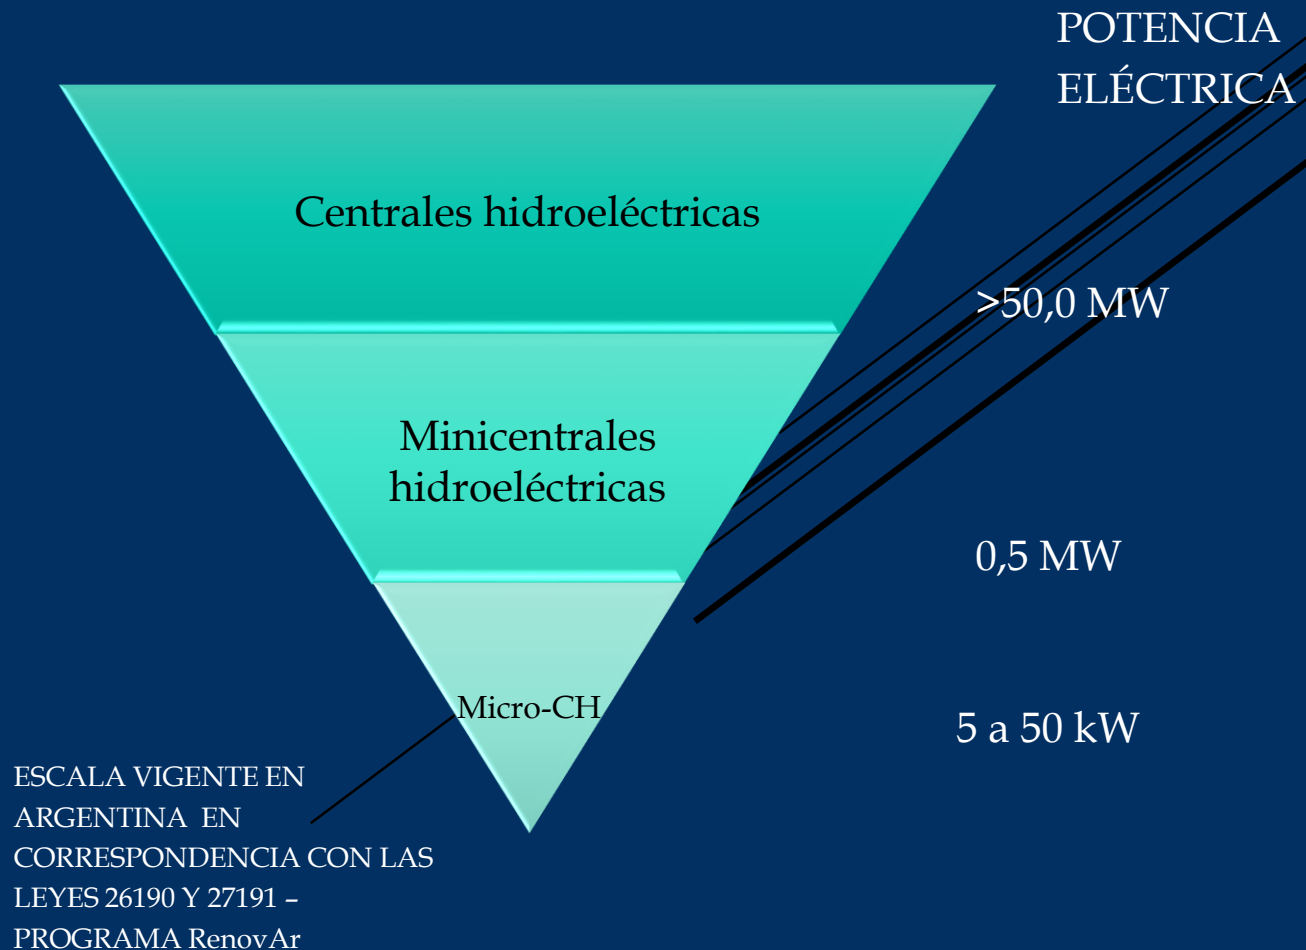 POTENCIA
ELÉCTRICA
Centrales hidroeléctricas
>50,0 MW
Minicentrales
hidroeléctricas
0,5 MW
Micro-CH
5 a 50 kW
ESCALA VIGENTE EN
ARGENTINA EN
CORRESPONDENCIA CON LAS
LEYES 26190 Y 27191 –
PROGRAMA RenovAr